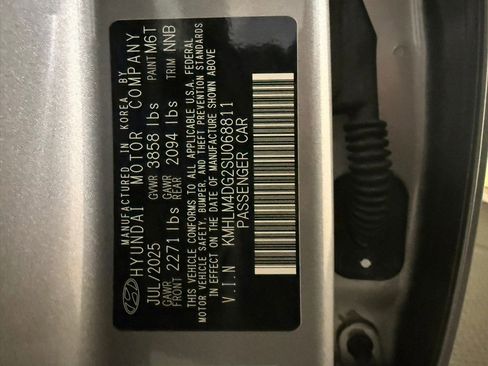 MANUFACTURED IN KOREA BY
HYUNDAI MOTOR COMPANY
JUL/2025 GVWR 3858 lbs PAINT M6T
GAWR FRONT 2271 lbs GAWR REAR 2094 lbs TRIM NNB
THIS VEHICLE CONFORMS TO ALL APPLICABLE U.S.A. FEDERAL
MOTOR VEHICLE SAFETY, BUMPER, AND THEFT PREVENTION STANDARDS
IN EFFECT ON THE DATE OF MANUFACTURE SHOWN ABOVE
V.I.N KMHLM4DG2SU068811
PASSENGER CAR